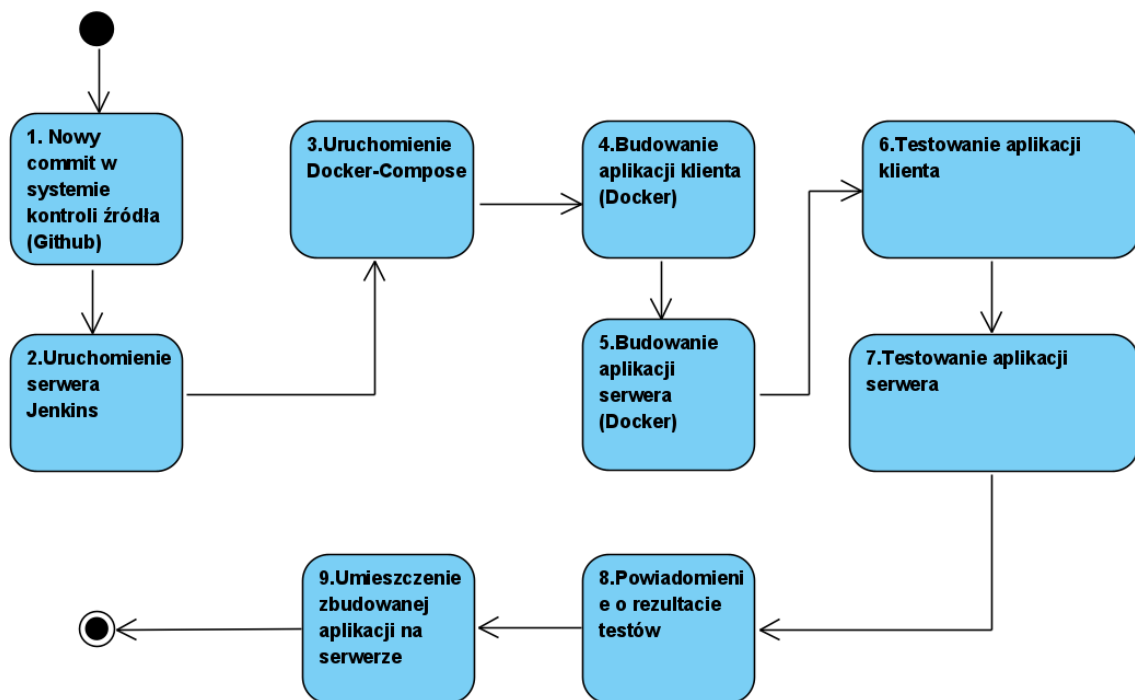 1. Nowy
commit w
systemie
kontroli źródła
(Github)
2.Uruchomienie
serwera
Jenkins
3.Uruchomienie
Docker-Compose
4.Budowanie
aplikacji klienta
(Docker)
5.Budowanie
aplikacji
serwera
(Docker)
6.Testowanie aplikacji
klienta
7.Testowanie aplikacji
serwera
8.Powiadomieni
e o rezultacie
testów
9.Umieszczenie
zbudowanej
aplikacji na
serwerze